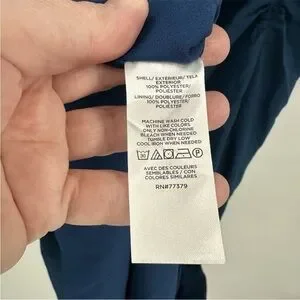 SHELL/EXTERIEUR/TELA
EXTERIOR
100% POLYESTER/
POLIÉSTER
LINING/DOUBLURE/FORRO
100% POLYESTER/
POLIÉSTER
MACHINE WASH COLD
WITH LIKE COLORS
ONLY NON-CHLORINE
BLEACH WHEN NEEDED
TUMBLE DRY LOW
COOL IRON WHEN NEEDED
AVEC DES COULEURS
SEMBLABLES / CON
COLORES SIMILARES
RN#77379